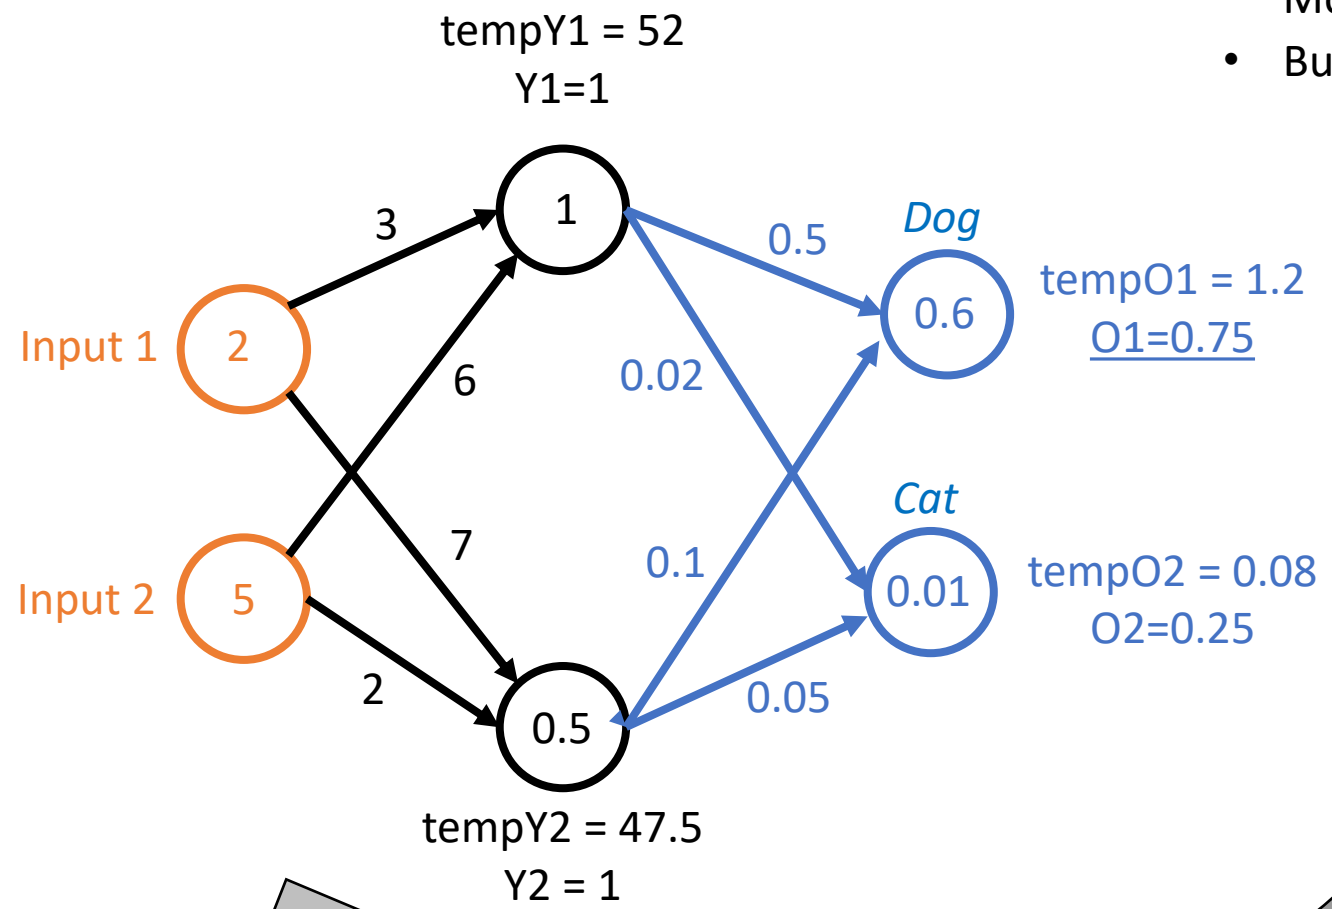 tempY1 = 52
Y1=1
•
1
3
Dog
0.5
0.6
tempO1 = 1.2
O1=0.75
Input 1
2
6
0.02
Cat
7
0.1
0.01
tempO2 = 0.08
O2=0.25
Input 2
5
2
0.05
0.5
tempY2 = 47.5
Y2 = 1